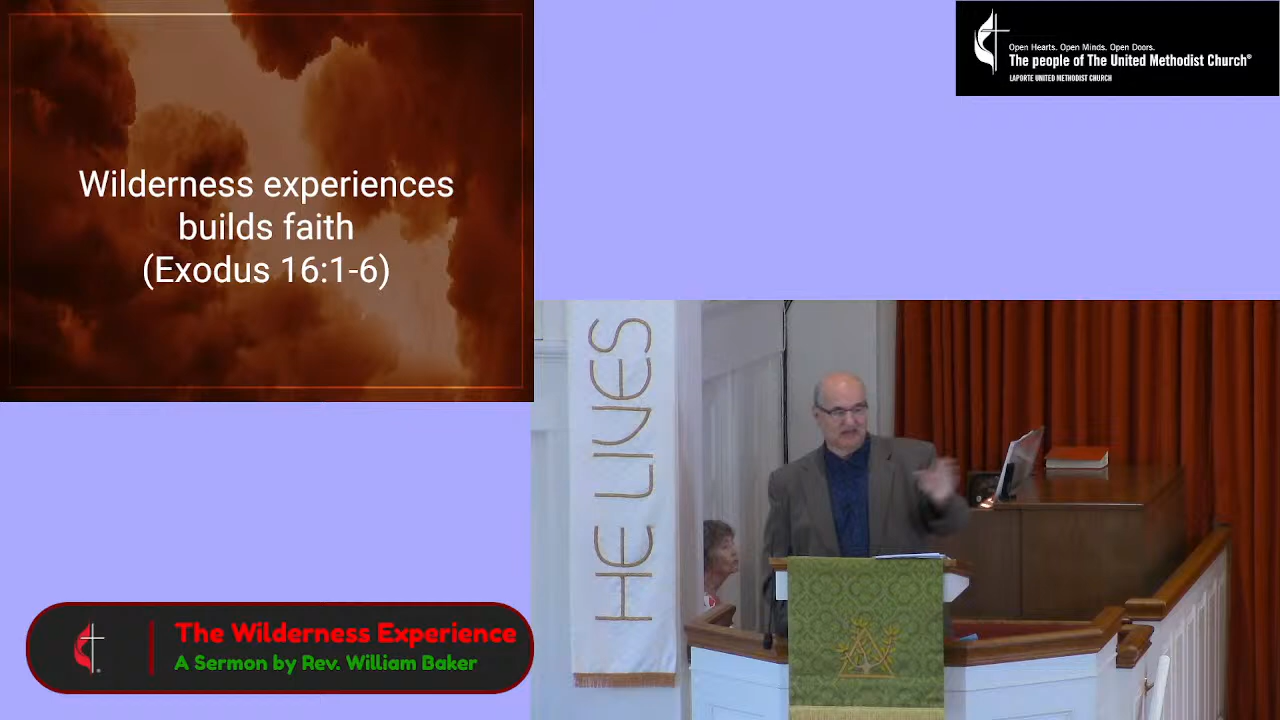 Wilderness experiences
builds faith
(Exodus 16:1-6)
Open Hearts. Open Minds. Open Doors.
The people of The United Methodist Church®
LAPORTE UNITED METHODIST CHURCH
HE LIVES
The Wilderness Experience
A Sermon by Rev. William Baker